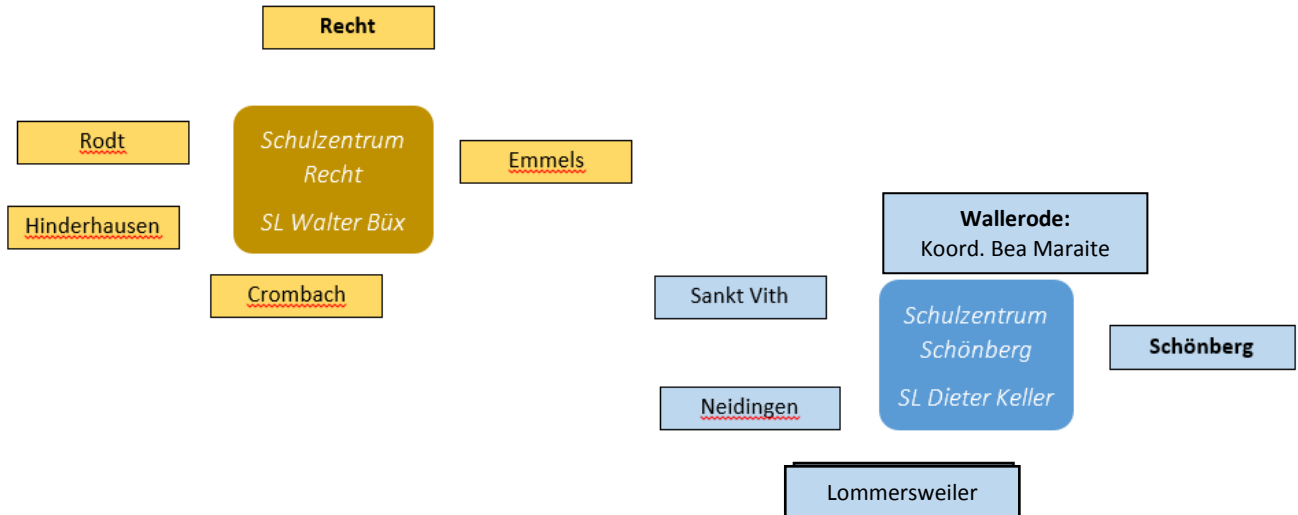 Recht
Rodt
Schulzentrum
Recht
SL Walter Büx
Emmels
Hinderhausen
Crombach
Wallerode:
Koord. Bea Maraite
Sankt Vith
Schulzentrum
Schönberg
SL Dieter Keller
Schönberg
Neidingen
Lommersweiler